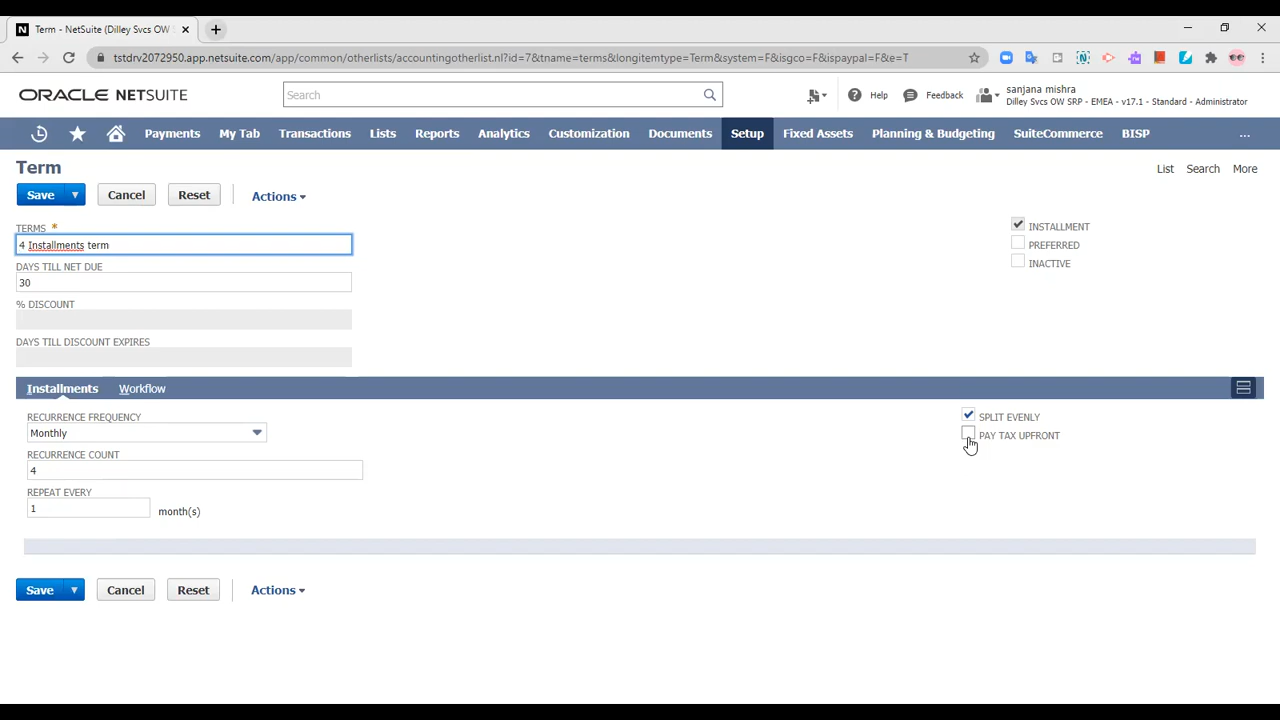 Term - NetSuite (Dilley Svcs OW S
tstdrv2072950.app.netsuite.com/app/common/otherlists/accountingotherlist.nl?id=7&tname=terms&longitemtype=Term&system=F&isgco=F&ispaypal=F&e=T
ORACLE NETSUITE
Search
Help
Feedback
sanjana mishra
Dilley Svcs OW SRP - EMEA - v17.1 - Standard - Administrator
Payments My Tab Transactions Lists Reports Analytics Customization Documents Setup Fixed Assets Planning & Budgeting SuiteCommerce BISP ...
Term
List Search More
Save Cancel Reset Actions
TERMS *
4 Installments term
INSTALLMENT
PREFERRED
INACTIVE
DAYS TILL NET DUE
30
% DISCOUNT
DAYS TILL DISCOUNT EXPIRES
Installments Workflow
RECURRENCE FREQUENCY
Monthly
SPLIT EVENLY
PAY TAX UPFRONT
RECURRENCE COUNT
4
REPEAT EVERY
1 month(s)
Save Cancel Reset Actions